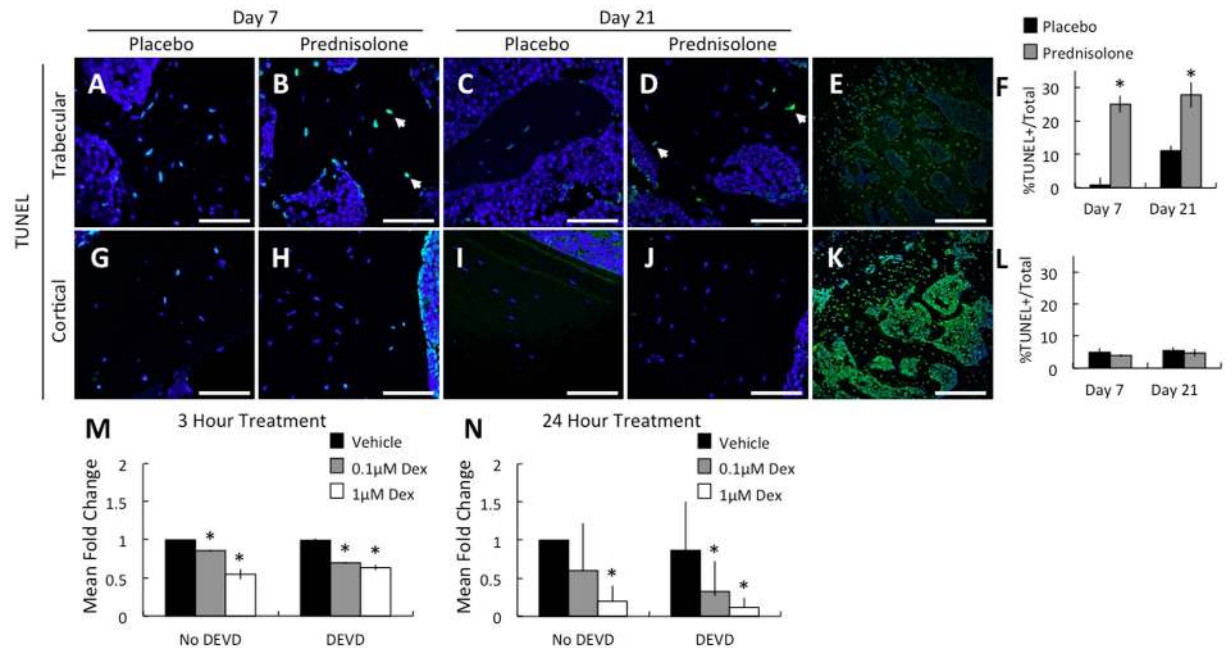 Day 7
Day 21
Placebo
Prednisolone
Placebo
Prednisolone
TUNEL
Trabecular
Cortical
A
B
C
D
E
F
Placebo
Prednisolone
%TUNEL+/Total
30
20
10
0
*
*
Day 7
Day 21
G
H
I
J
K
L
%TUNEL+/Total
30
20
10
0
Day 7
Day 21
M
3 Hour Treatment
Vehicle
0.1μM Dex
1μM Dex
Mean Fold Change
2
1.5
1
0.5
0
*
*
*
*
No DEVD
DEVD
N
24 Hour Treatment
Vehicle
0.1μM Dex
1μM Dex
Mean Fold Change
2
1.5
1
0.5
0
*
*
*
No DEVD
DEVD